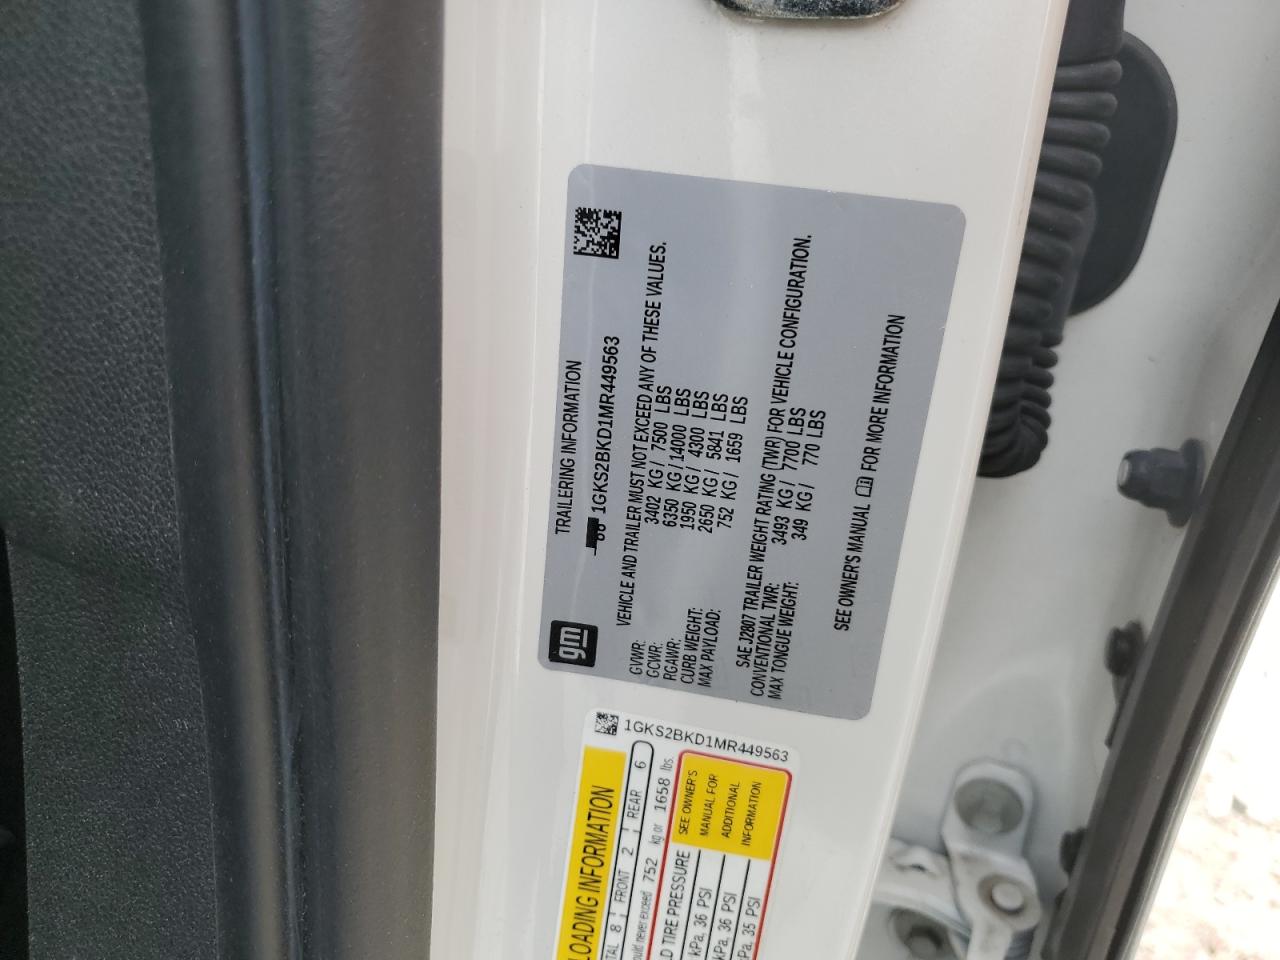 gm
TRAILERING INFORMATION
1GKS2BKD1MR449563
VEHICLE AND TRAILER MUST NOT EXCEED ANY OF THESE VALUES.
GVWR: 3402 KG / 7500 LBS
GCWR: 6350 KG / 14000 LBS
RGAWR: 1950 KG / 4300 LBS
CURB WEIGHT: 2650 KG / 5841 LBS
MAX PAYLOAD: 752 KG / 1659 LBS
SAE J2807 TRAILER WEIGHT RATING (TWR) FOR VEHICLE CONFIGURATION.
CONVENTIONAL TWR: 3493 KG / 7700 LBS
MAX TONGUE WEIGHT: 349 KG / 770 LBS
SEE OWNER'S MANUAL FOR MORE INFORMATION
1GKS2BKD1MR449563
LOADING INFORMATION
TAL 8 FRONT 2 REAR 6
ould never exceed 752 kg or 1658 lbs.
LD TIRE PRESSURE
kPa, 36 PSI
kPa, 36 PSI
Pa, 35 PSI
SEE OWNER'S
MANUAL FOR
ADDITIONAL
INFORMATION